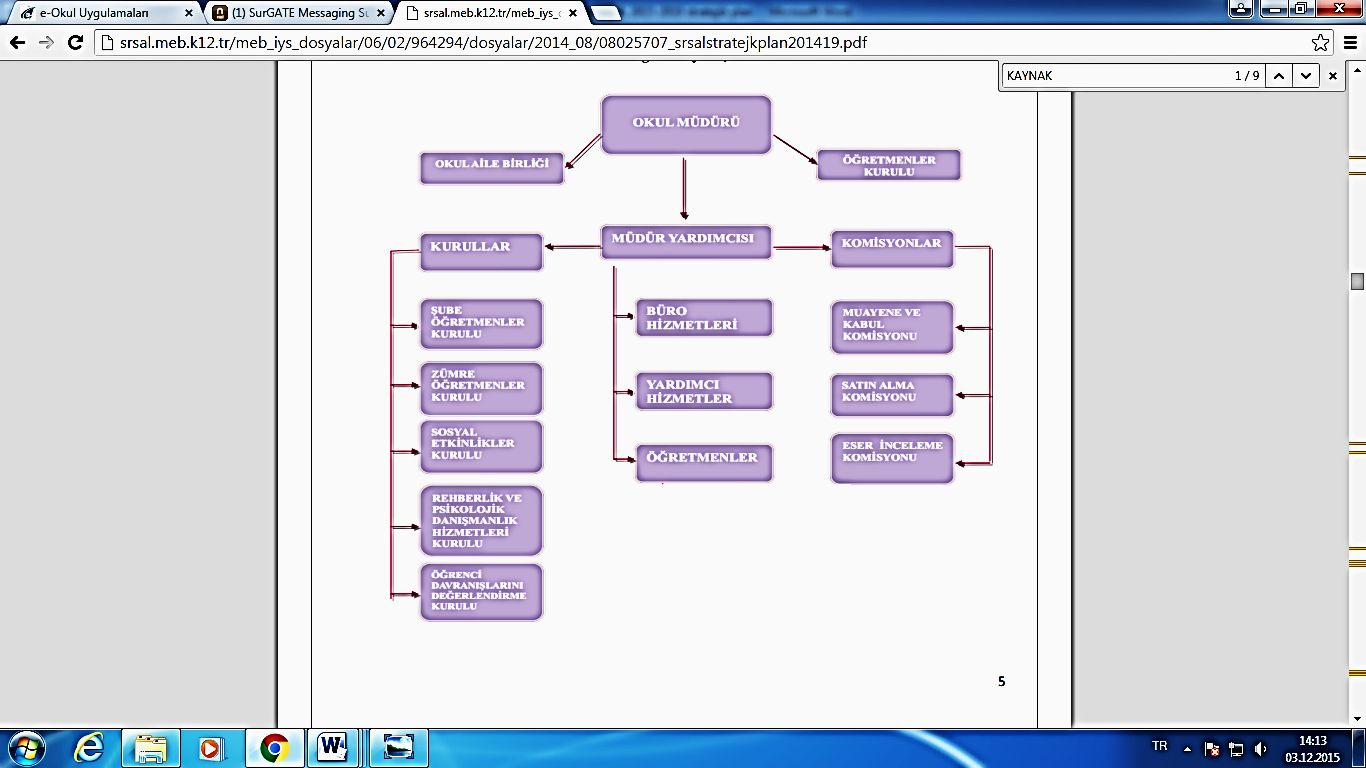 e-Okul Uygulamaları
(1) SurGATE Messaging Su
srsal.meb.k12.tr/meb_iys_d
srsal.meb.k12.tr/meb_iys_dosyalar/06/02/964294/dosyalar/2014_08/08025707_srsalstratejkplan201419.pdf
KAYNAK
1 / 9
OKUL MÜDÜRÜ
OKUL AİLE BİRLİĞİ
ÖĞRETMENLER
KURULU
KURULLAR
MÜDÜR YARDIMCISI
KOMİSYONLAR
ŞUBE
ÖĞRETMENLER
KURULU
BÜRO
HİZMETLERİ
MUAYENE VE
KABUL
KOMİSYONU
ZÜMRE
ÖĞRETMENLER
KURULU
YARDIMCI
HİZMETLER
SATIN ALMA
KOMİSYONU
SOSYAL
ETKİNLİKLER
KURULU
ÖĞRETMENLER
ESER İNCELEME
KOMİSYONU
REHBERLİK VE
PSİKOLOJİK
DANIŞMANLIK
HİZMETLERİ
KURULU
ÖĞRENCİ
DAVRANIŞLARINI
DEĞERLENDİRME
KURULU
5
TR
14:13
03.12.2015